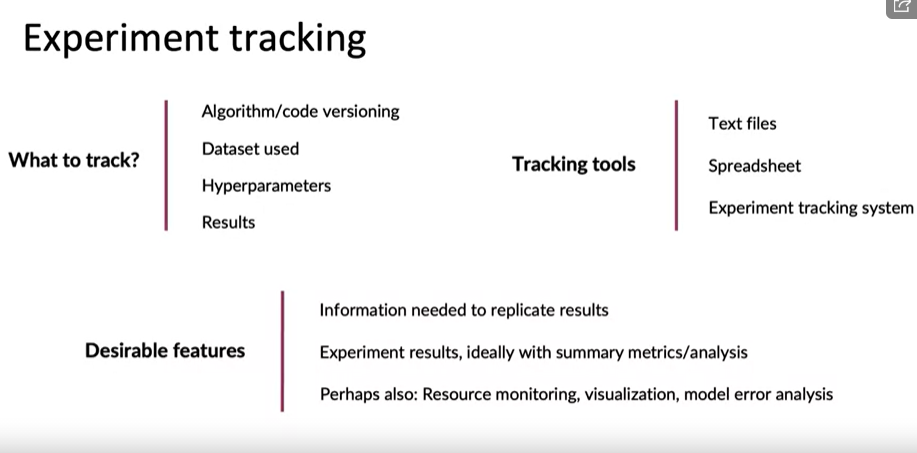 Experiment tracking
What to track?
Algorithm/code versioning
Dataset used
Hyperparameters
Results
Tracking tools
Text files
Spreadsheet
Experiment tracking system
Desirable features
Information needed to replicate results
Experiment results, ideally with summary metrics/analysis
Perhaps also: Resource monitoring, visualization, model error analysis